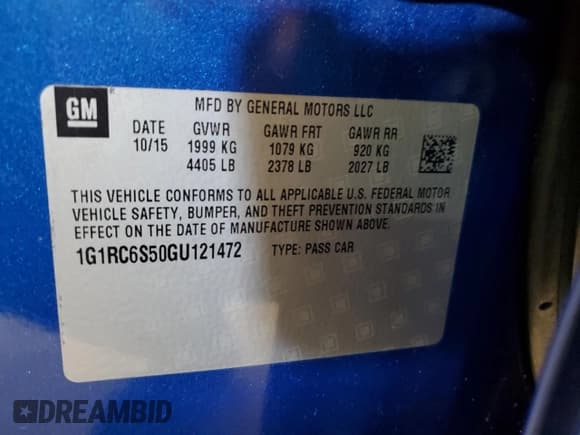 GM
MFD BY GENERAL MOTORS LLC
DATE GVWR GAWR FRT GAWR RR
10/15 1999 KG 1079 KG 920 KG
4405 LB 2378 LB 2027 LB
THIS VEHICLE CONFORMS TO ALL APPLICABLE U.S. FEDERAL MOTOR
VEHICLE SAFETY, BUMPER, AND THEFT PREVENTION STANDARDS IN
EFFECT ON THE DATE OF MANUFACTURE SHOWN ABOVE.
1G1RC6S50GU121472 TYPE: PASS CAR
DREAMBID